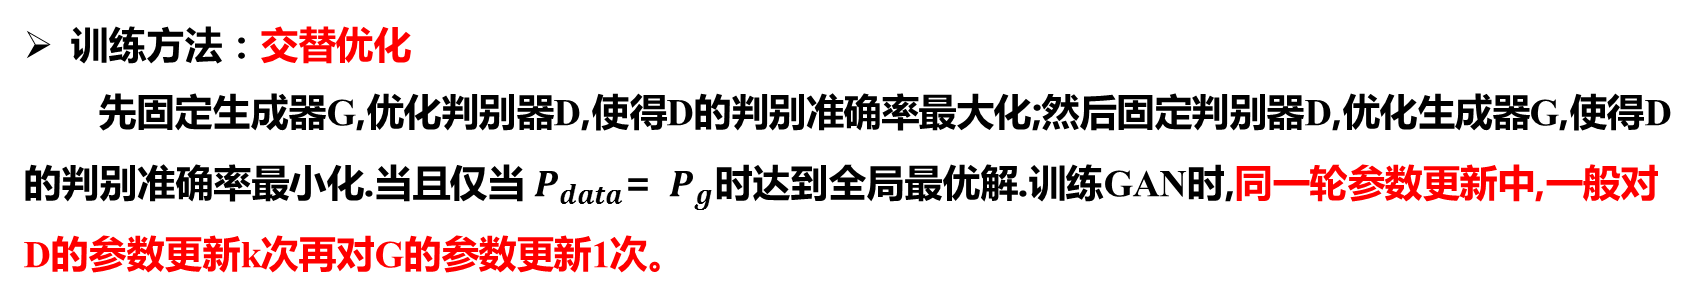 ➢ 训练方法：交替优化
先固定生成器G,优化判别器D,使得D的判别准确率最大化;然后固定判别器D,优化生成器G,使得D
的判别准确率最小化.当且仅当 P_data = P_g时达到全局最优解.训练GAN时,同一轮参数更新中,一般对
D的参数更新k次再对G的参数更新1次。